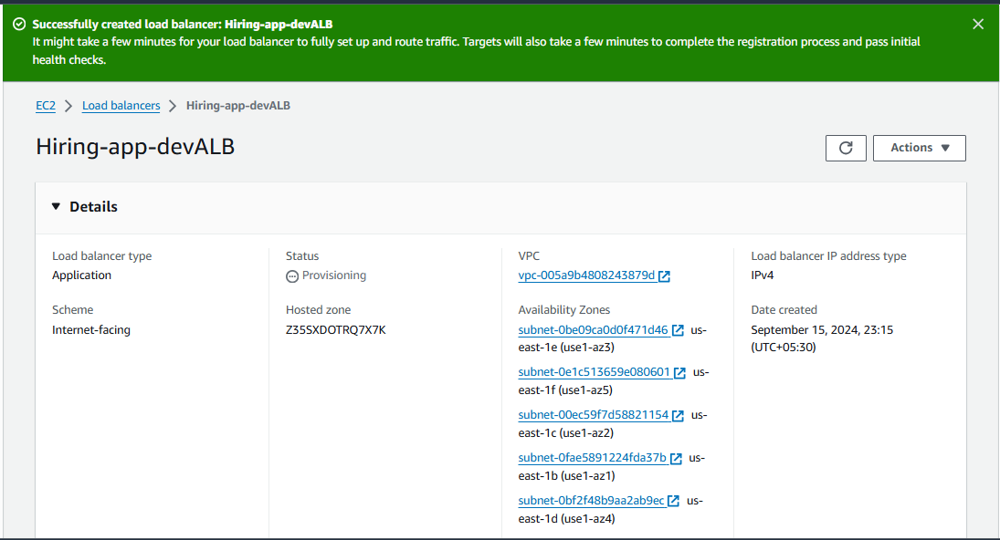 Successfully created load balancer: Hiring-app-devALB
It might take a few minutes for your load balancer to fully set up and route traffic. Targets will also take a few minutes to complete the registration process and pass initial
health checks.
EC2 > Load balancers > Hiring-app-devALB
Hiring-app-devALB
Actions
Details
Load balancer type
Application
Scheme
Internet-facing
Status
Provisioning
Hosted zone
Z35SXDOTRQ7X7K
VPC
vpc-005a9b4808243879d
Availability Zones
subnet-0be09ca0d0f471d46 us-
east-1e (use1-az3)
subnet-0e1c513659e080601 us-
east-1f (use1-az5)
subnet-00ec59f7d58821154 us-
east-1c (use1-az2)
subnet-0fae5891224fda37b us-
east-1b (use1-az1)
subnet-0bf2f48b9aa2ab9ec us-
east-1d (use1-az4)
Load balancer IP address type
IPv4
Date created
September 15, 2024, 23:15
(UTC+05:30)